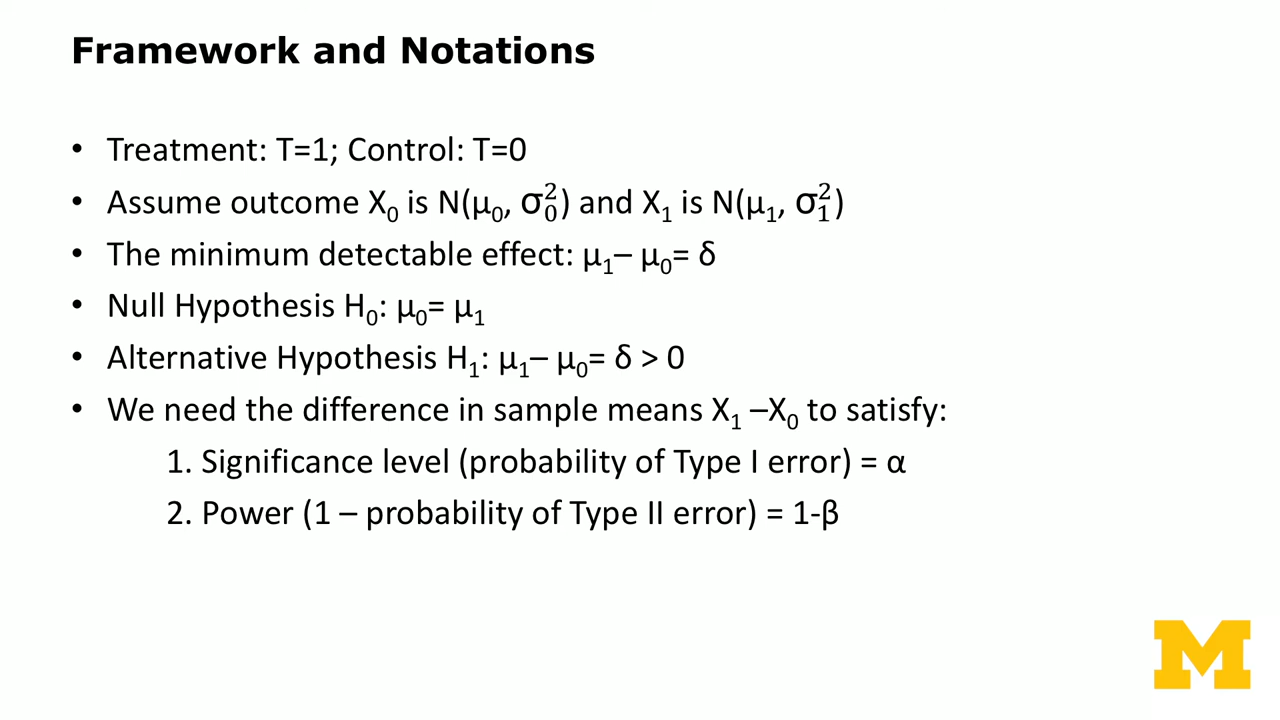 Framework and Notations
• Treatment: T=1; Control: T=0
• Assume outcome X₀ is N(μ₀, σ₀²) and X₁ is N(μ₁, σ₁²)
• The minimum detectable effect: μ₁– μ₀= δ
• Null Hypothesis H₀: μ₀= μ₁
• Alternative Hypothesis H₁: μ₁– μ₀= δ > 0
• We need the difference in sample means X₁ –X₀ to satisfy:
1. Significance level (probability of Type I error) = α
2. Power (1 – probability of Type II error) = 1-β
M